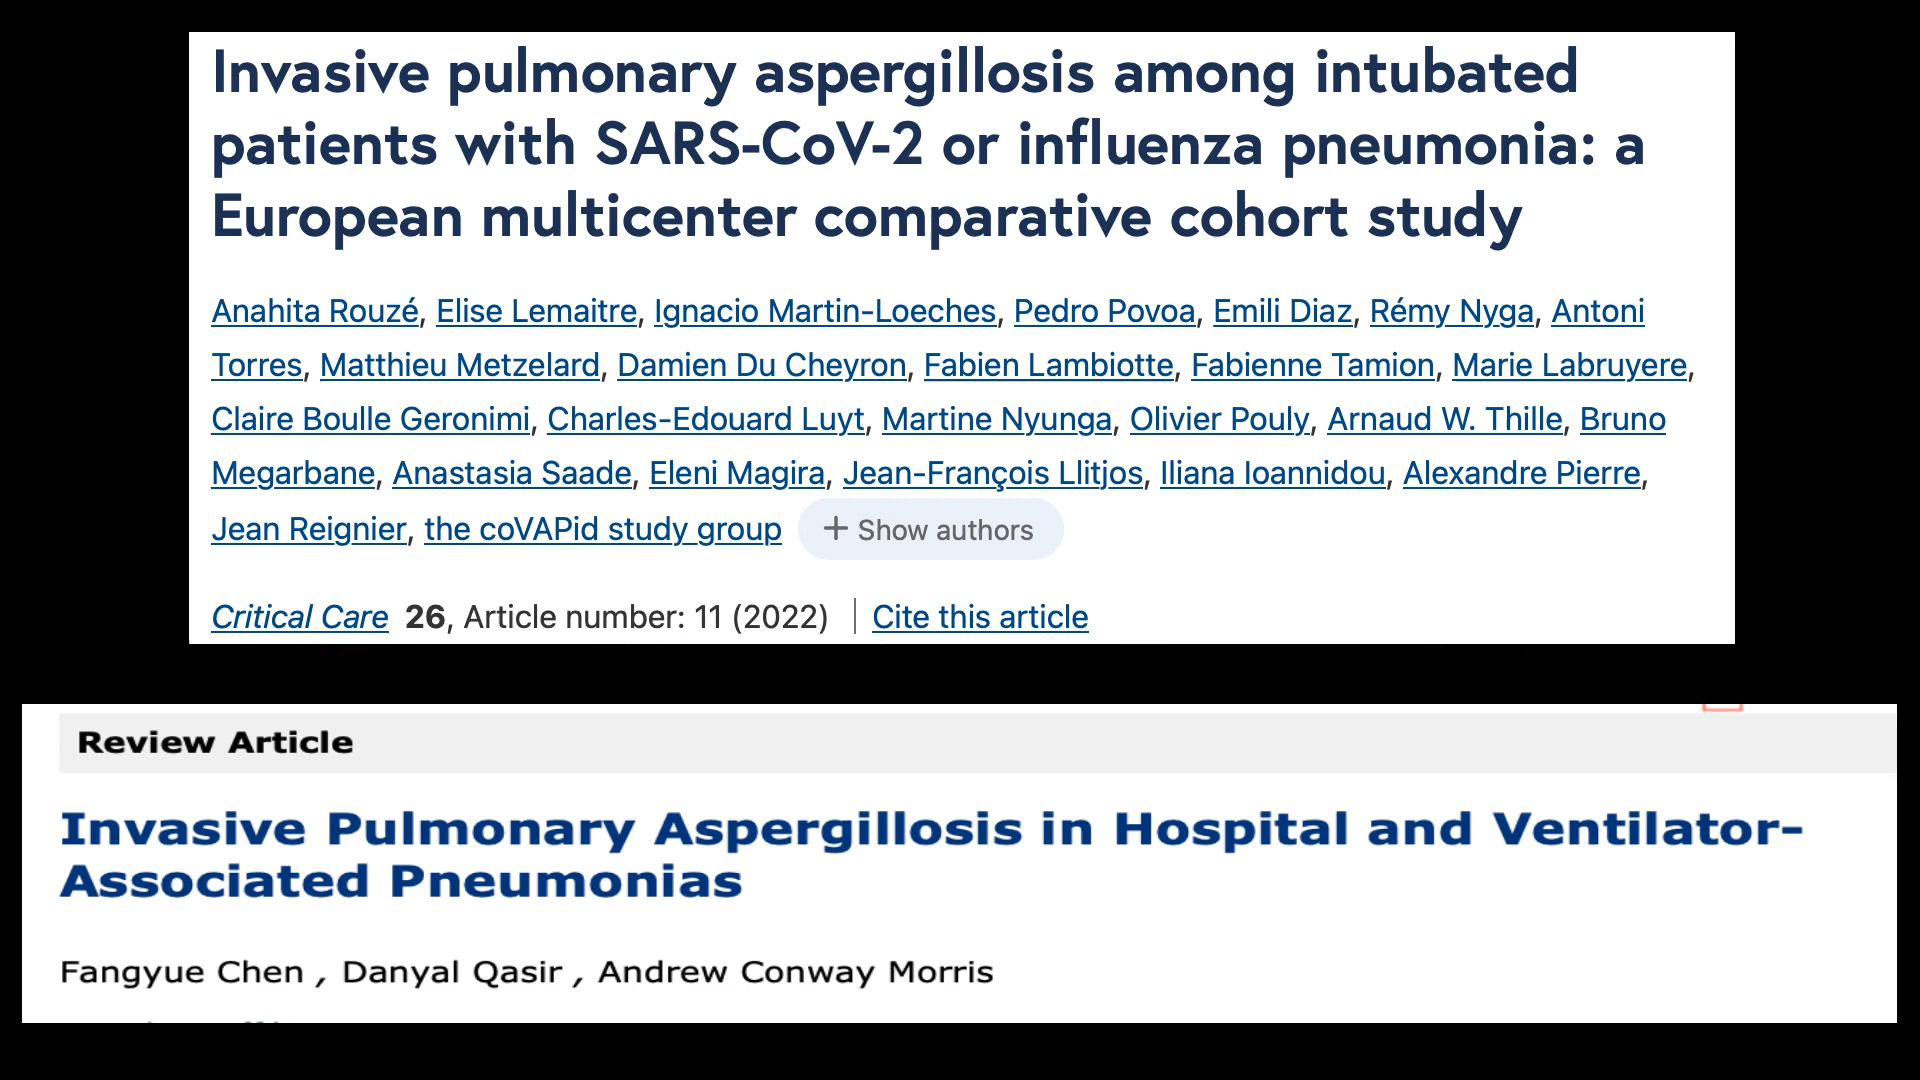 Invasive pulmonary aspergillosis among intubated
patients with SARS-CoV-2 or influenza pneumonia: a
European multicenter comparative cohort study
Anahita Rouzé, Elise Lemaitre, Ignacio Martin-Loeches, Pedro Povoa, Emili Diaz, Rémy Nyga, Antoni
Torres, Matthieu Metzelard, Damien Du Cheyron, Fabien Lambiotte, Fabienne Tamion, Marie Labruyere,
Claire Boulle Geronimi, Charles-Edouard Luyt, Martine Nyunga, Olivier Pouly, Arnaud W. Thille, Bruno
Megarbane, Anastasia Saade, Eleni Magira, Jean-François Llitjos, Iliana Ioannidou, Alexandre Pierre,
Jean Reignier, the coVAPid study group + Show authors
Critical Care 26, Article number: 11 (2022) | Cite this article
Review Article
Invasive Pulmonary Aspergillosis in Hospital and Ventilator-
Associated Pneumonias
Fangyue Chen , Danyal Qasir , Andrew Conway Morris